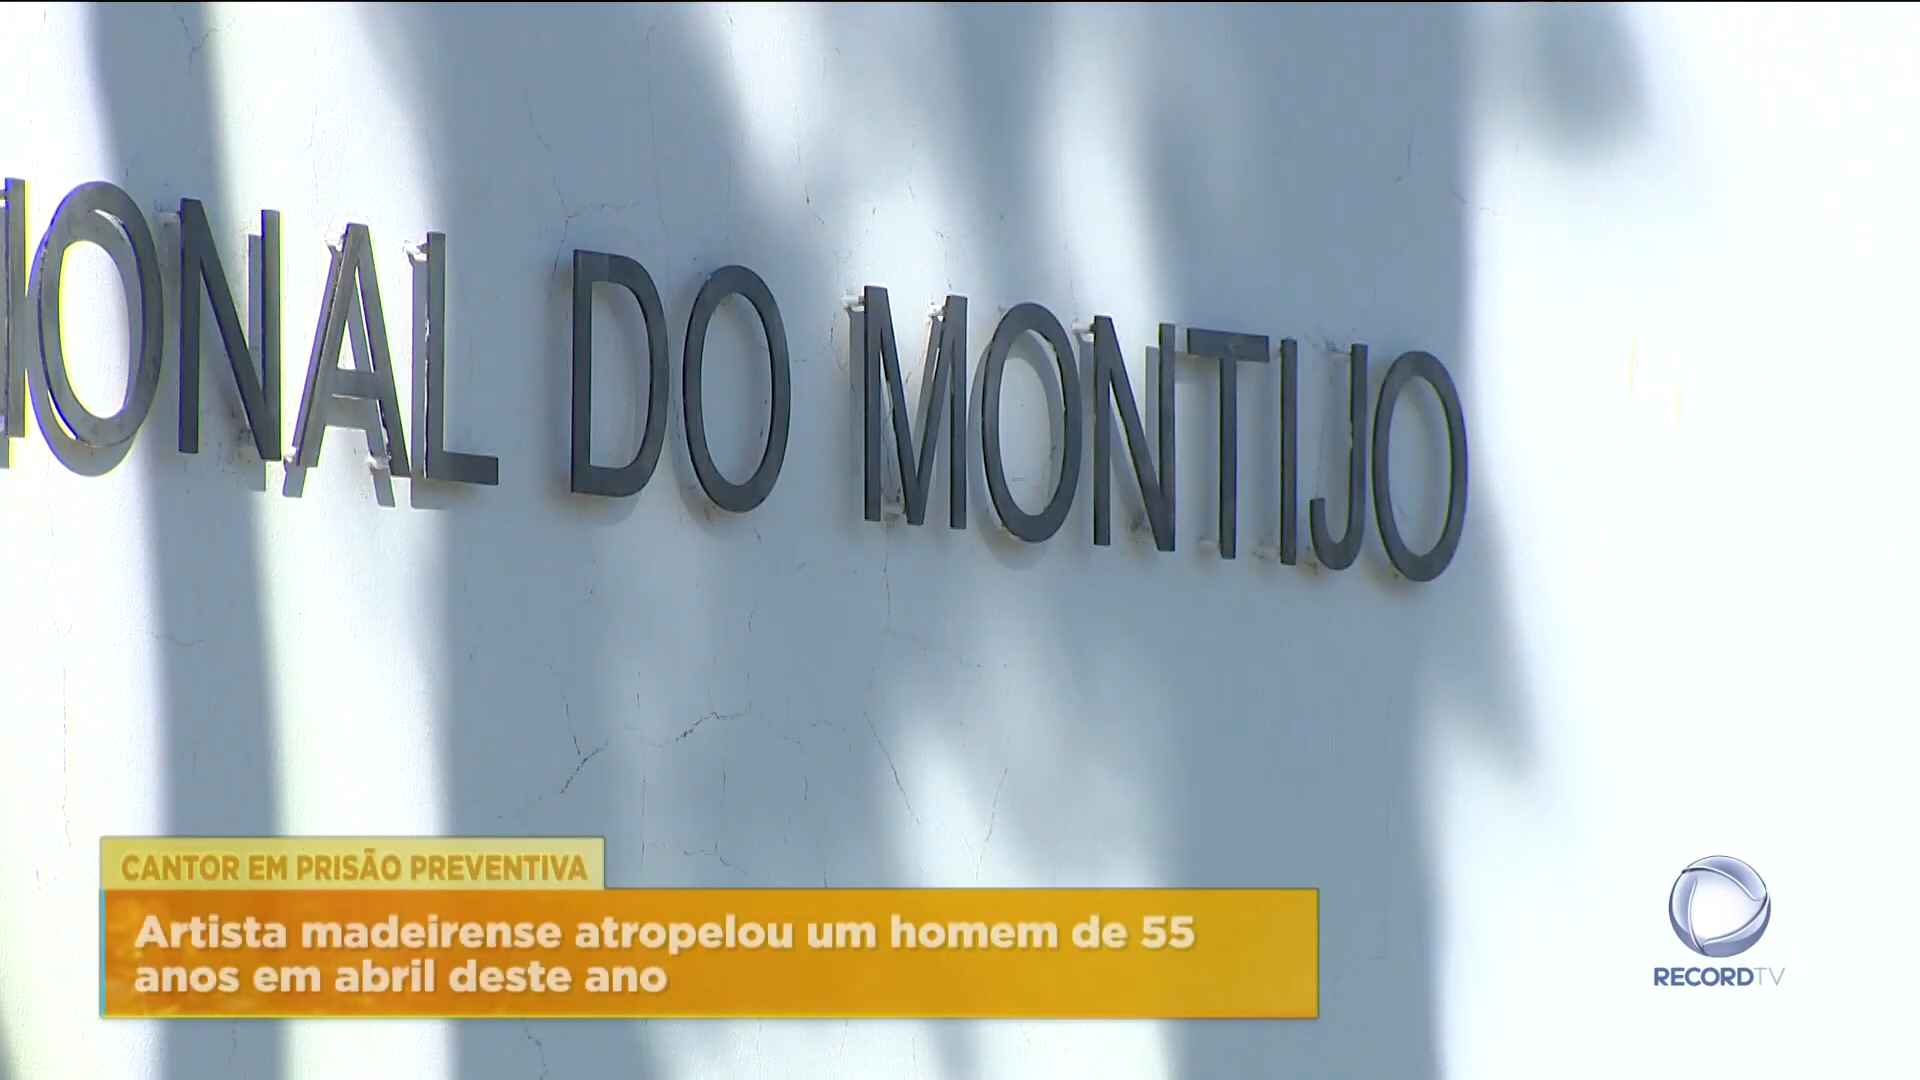 IONAL DO MONTIJO
CANTOR EM PRISÃO PREVENTIVA
Artista madeirense atropelou um homem de 55
anos em abril deste ano
RECORDTV